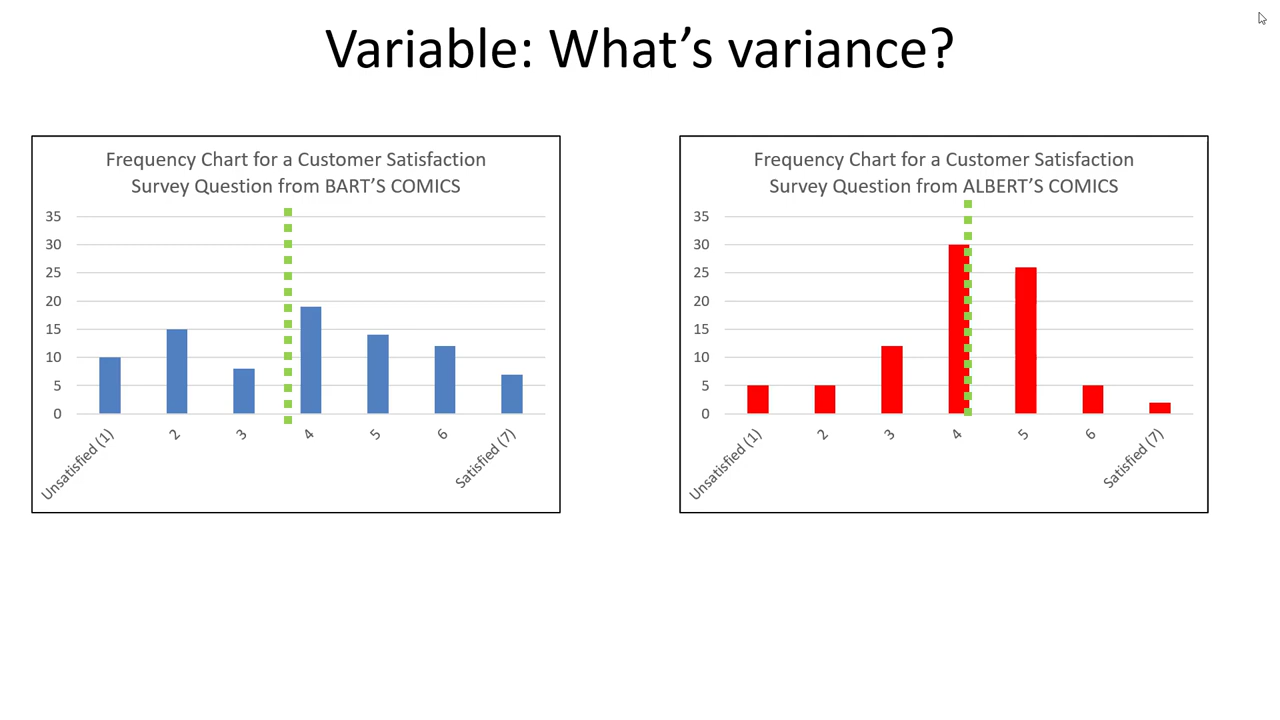 Variable: What’s variance?
Frequency Chart for a Customer Satisfaction
Survey Question from BART’S COMICS
35
30
25
20
15
10
5
0
Unsatisfied (1)
2
3
4
5
6
Satisfied (7)
Frequency Chart for a Customer Satisfaction
Survey Question from ALBERT’S COMICS
35
30
25
20
15
10
5
0
Unsatisfied (1)
2
3
4
5
6
Satisfied (7)